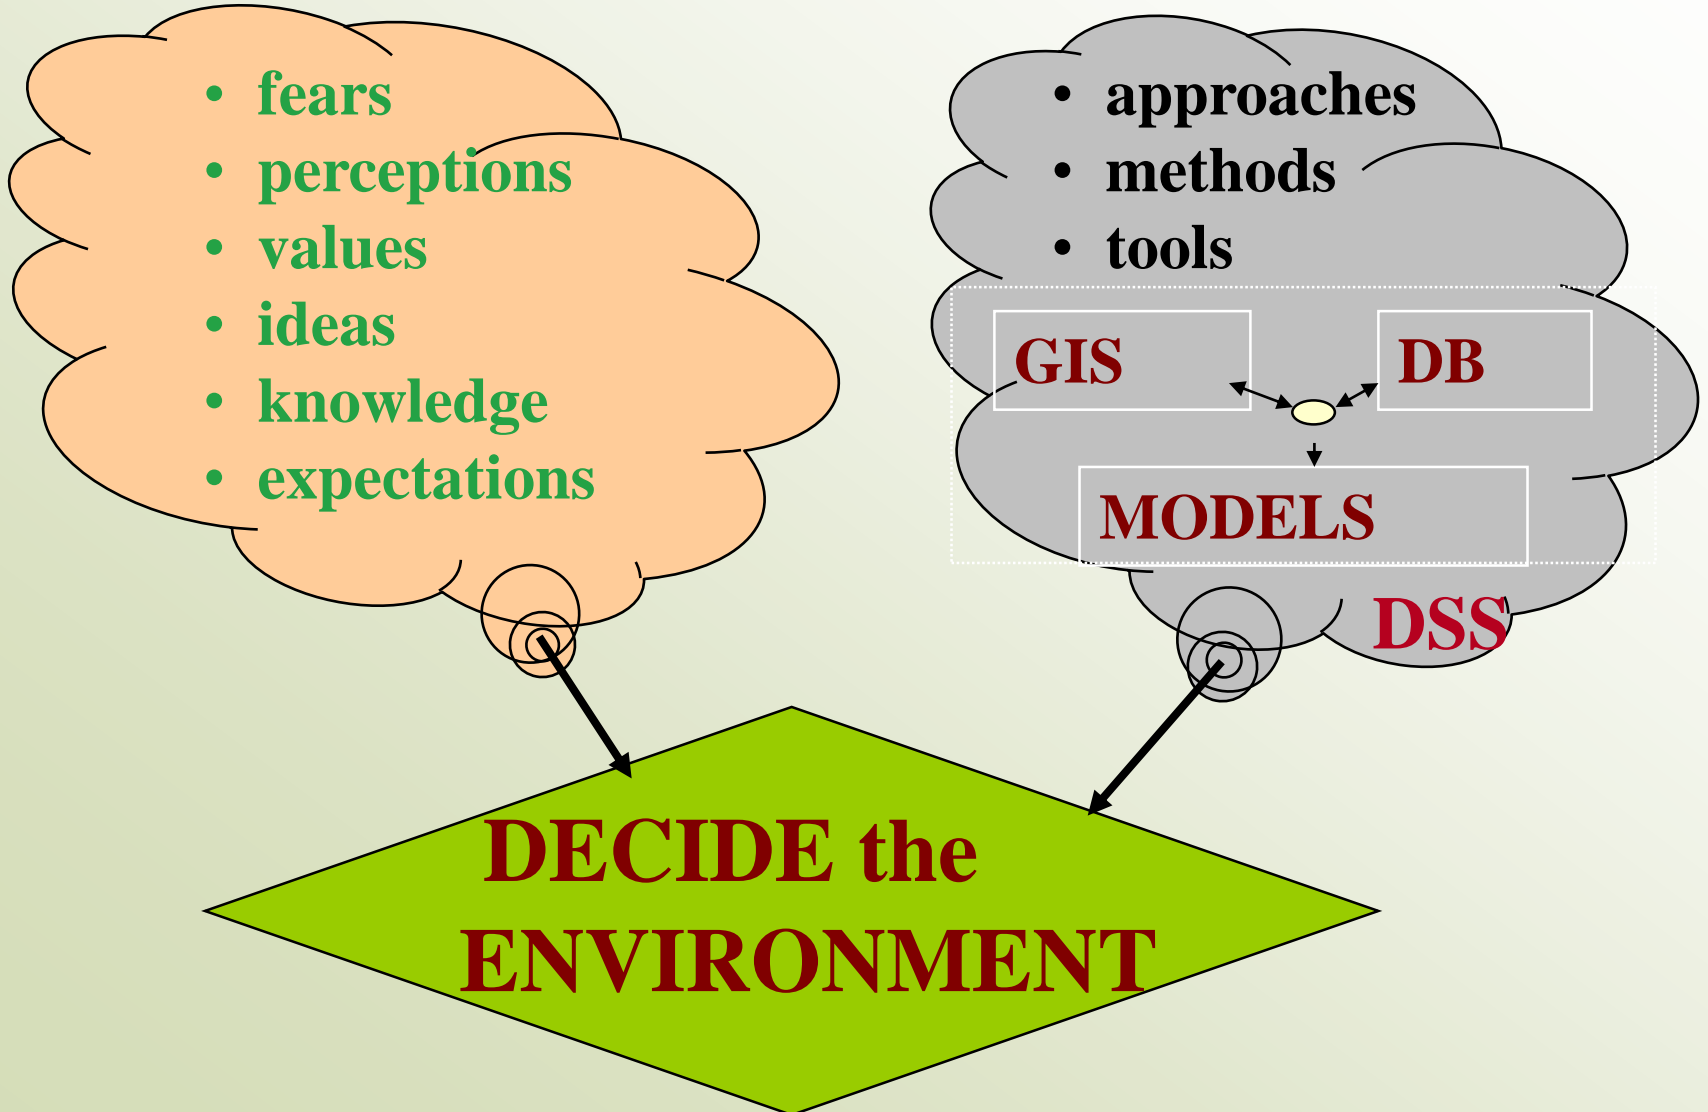 • fears
• perceptions
• values
• ideas
• knowledge
• expectations
• approaches
• methods
• tools
GIS
DB
MODELS
DSS
DECIDE the
ENVIRONMENT